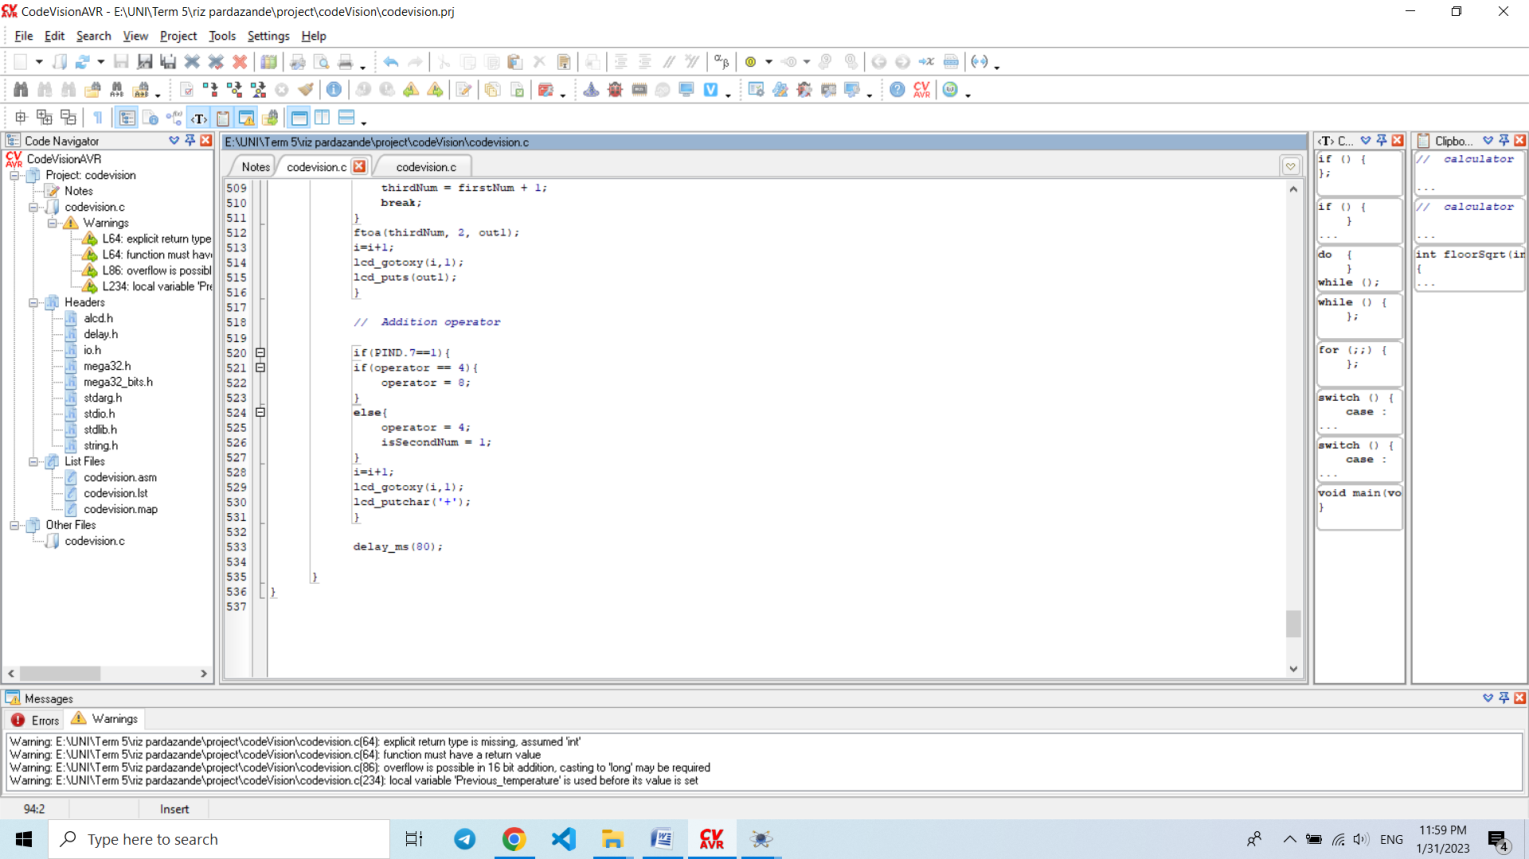 CodeVisionAVR - E:\UNI\Term 5\riz pardazande\project\codeVision\codevision.prj
File Edit Search View Project Tools Settings Help
Code Navigator
CodeVisionAVR
Project: codevision
Notes
codevision.c
Warnings
L64: explicit return type
L64: function must hav
L86: overflow is possibl
L234: local variable 'Pre
Headers
alcd.h
delay.h
io.h
mega32.h
mega32_bits.h
stdarg.h
stdio.h
stdlib.h
string.h
List Files
codevision.asm
codevision.lst
codevision.map
Other Files
codevision.c
E:\UNI\Term 5\riz pardazande\project\codeVision\codevision.c
Notes codevision.c codevision.c
509 thirdNum = firstNum + 1;
510 break;
511 }
512 ftoa(thirdNum, 2, out1);
513 i=i+1;
514 lcd_gotoxy(i,1);
515 lcd_puts(out1);
516 }
517
518 // Addition operator
519
520 if(PIND.7==1){
521 if(operator == 4){
522 operator = 8;
523 }
524 else{
525 operator = 4;
526 isSecondNum = 1;
527 }
528 i=i+1;
529 lcd_gotoxy(i,1);
530 lcd_putchar('+');
531 }
532
533 delay_ms(80);
534
535 }
536 }
537
<T> C...
if () {
};
if () {
}
...
do {
}
while ();
while () {
};
for (;;) {
};
switch () {
case :
...
switch () {
case :
...
void main(vo
}
Clipbo...
// calculator
...
// calculator
...
int floorSqrt(in
{
...
Messages
Errors Warnings
Warning: E:\UNI\Term 5\riz pardazande\project\codeVision\codevision.c(64): explicit return type is missing, assumed 'int'
Warning: E:\UNI\Term 5\riz pardazande\project\codeVision\codevision.c(64): function must have a return value
Warning: E:\UNI\Term 5\riz pardazande\project\codeVision\codevision.c(86): overflow is possible in 16 bit addition, casting to 'long' may be required
Warning: E:\UNI\Term 5\riz pardazande\project\codeVision\codevision.c(234): local variable 'Previous_temperature' is used before its value is set
94:2 Insert
Type here to search
CV
AVR
ENG
11:59 PM
1/31/2023
4